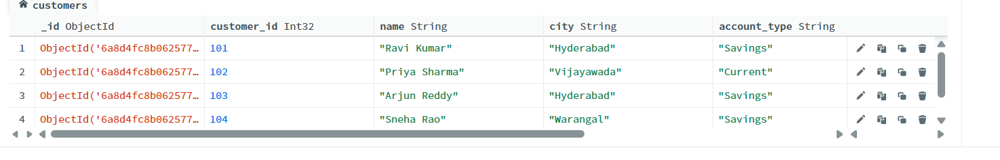 customers
_id ObjectId customer_id Int32 name String city String account_type String
1 ObjectId('6a8d4fc8b062577… 101 "Ravi Kumar" "Hyderabad" "Savings"
2 ObjectId('6a8d4fc8b062577… 102 "Priya Sharma" "Vijayawada" "Current"
3 ObjectId('6a8d4fc8b062577… 103 "Arjun Reddy" "Hyderabad" "Savings"
4 ObjectId('6a8d4fc8b062577… 104 "Sneha Rao" "Warangal" "Savings"